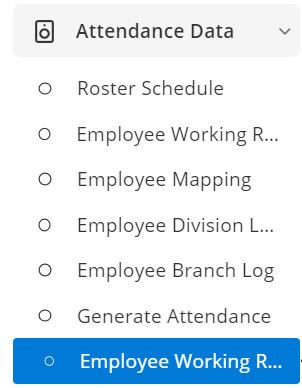 Attendance Data
Roster Schedule
Employee Working R...
Employee Mapping
Employee Division L...
Employee Branch Log
Generate Attendance
Employee Working R...